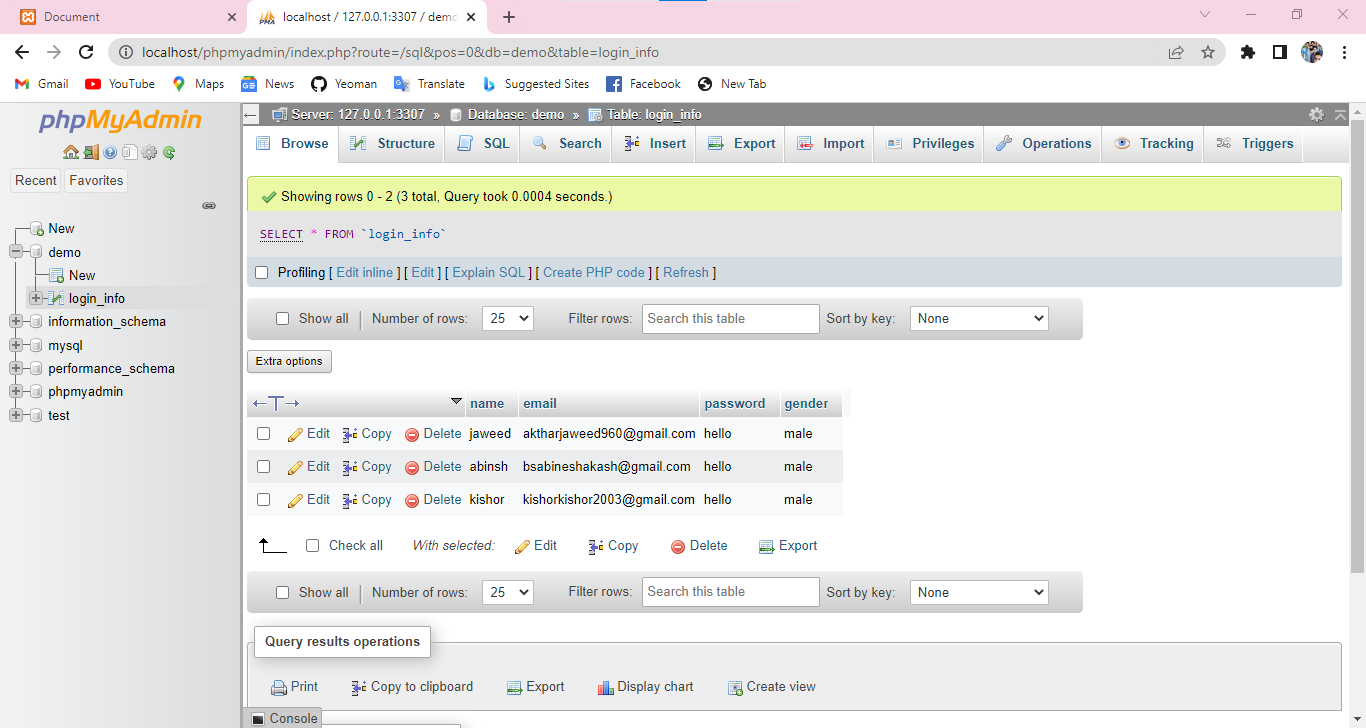 Document
localhost / 127.0.0.1:3307 / demo
localhost/phpmyadmin/index.php?route=/sql&pos=0&db=demo&table=login_info
Gmail YouTube Maps News Yeoman Translate Suggested Sites Facebook New Tab
phpMyAdmin
Recent Favorites
New
demo
New
login_info
information_schema
mysql
performance_schema
phpmyadmin
test
Server: 127.0.0.1:3307 » Database: demo » Table: login_info
Browse Structure SQL Search Insert Export Import Privileges Operations Tracking Triggers
Showing rows 0 - 2 (3 total, Query took 0.0004 seconds.)
SELECT * FROM `login_info`
Profiling [ Edit inline ] [ Edit ] [ Explain SQL ] [ Create PHP code ] [ Refresh ]
Show all | Number of rows: 25 Filter rows: Search this table Sort by key: None
Extra options
name email password gender
Edit Copy Delete jaweed aktharjaweed960@gmail.com hello male
Edit Copy Delete abinsh bsabineshakash@gmail.com hello male
Edit Copy Delete kishor kishorkishor2003@gmail.com hello male
Check all With selected: Edit Copy Delete Export
Show all | Number of rows: 25 Filter rows: Search this table Sort by key: None
Query results operations
Print Copy to clipboard Export Display chart Create view
Console